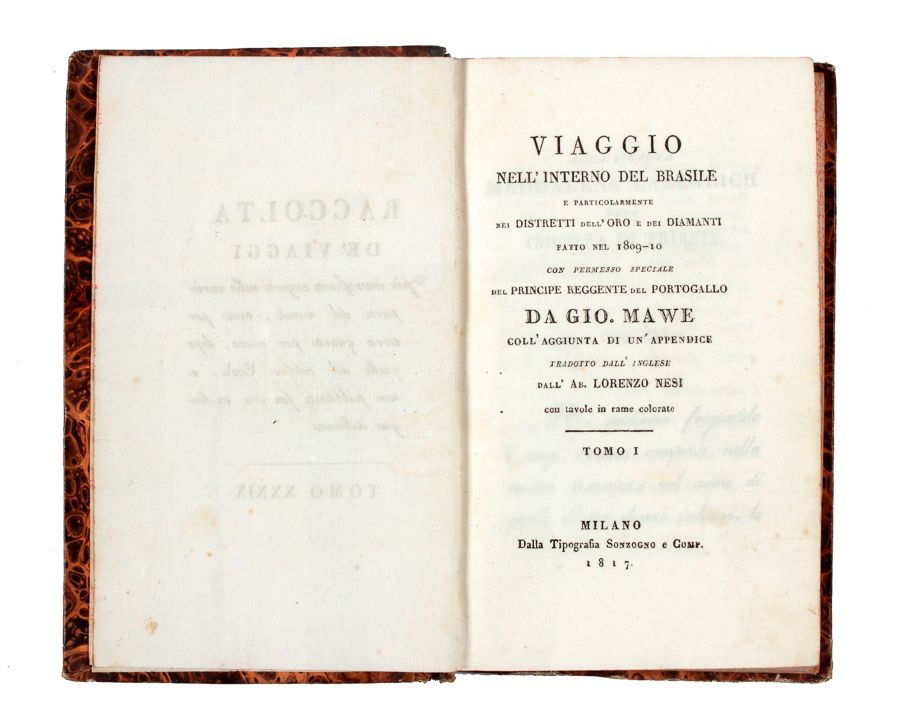 VIAGGIO
NELL' INTERNO DEL BRASILE
E PARTICOLARMENTE
NEI DISTRETTI DELL' ORO E DEI DIAMANTI
FATTO NEL 1809-10
CON PERMESSO SPECIALE
DEL PRINCIPE REGGENTE DEL PORTOGALLO
DA GIO. MAWE
COLL' AGGIUNTA DI UN' APPENDICE
TRADOTTO DALL' INGLESE
DALL' AB. LORENZO NESI
con tavole in rame colorate
TOMO I
MILANO
Dalla Tipografia SONZOGNO e COMP.
1817.